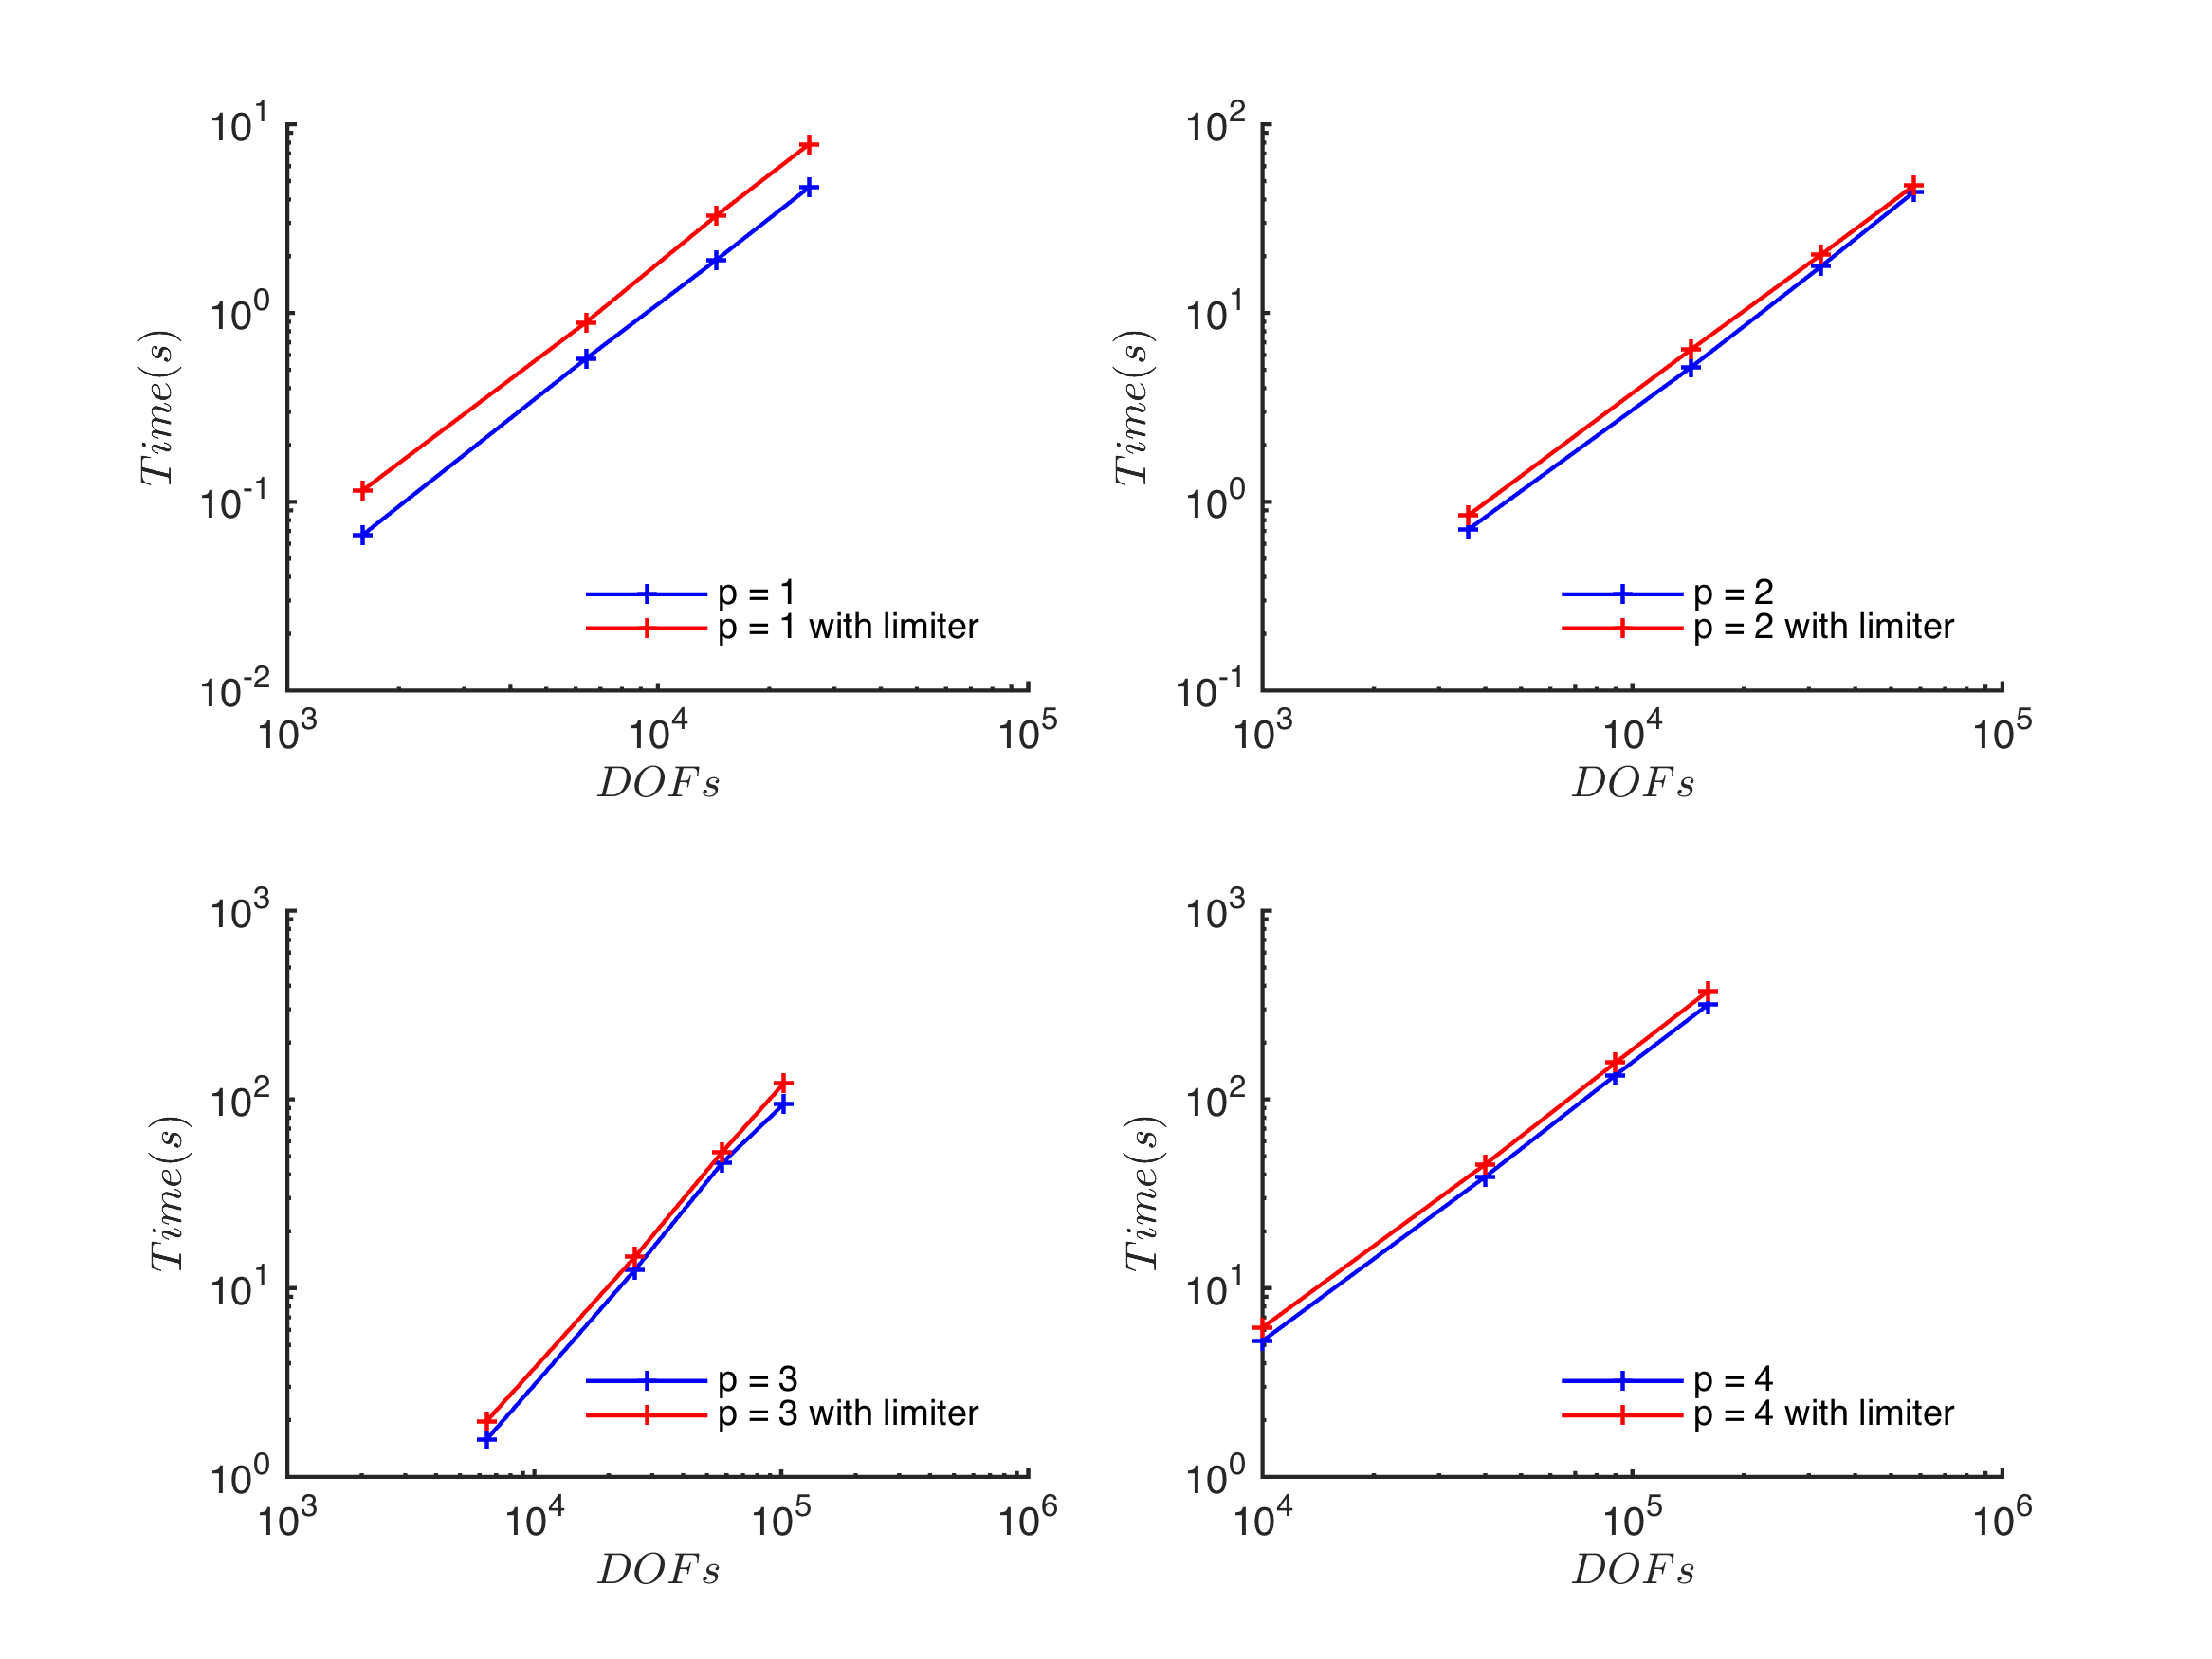 10^1
10^0
10^-1
10^-2
Time(s)
p = 1
p = 1 with limiter
10^3 10^4 10^5
DOFs
10^2
10^1
10^0
10^-1
Time(s)
p = 2
p = 2 with limiter
10^3 10^4 10^5
DOFs
10^3
10^2
10^1
10^0
Time(s)
p = 3
p = 3 with limiter
10^3 10^4 10^5 10^6
DOFs
10^3
10^2
10^1
10^0
Time(s)
p = 4
p = 4 with limiter
10^4 10^5 10^6
DOFs